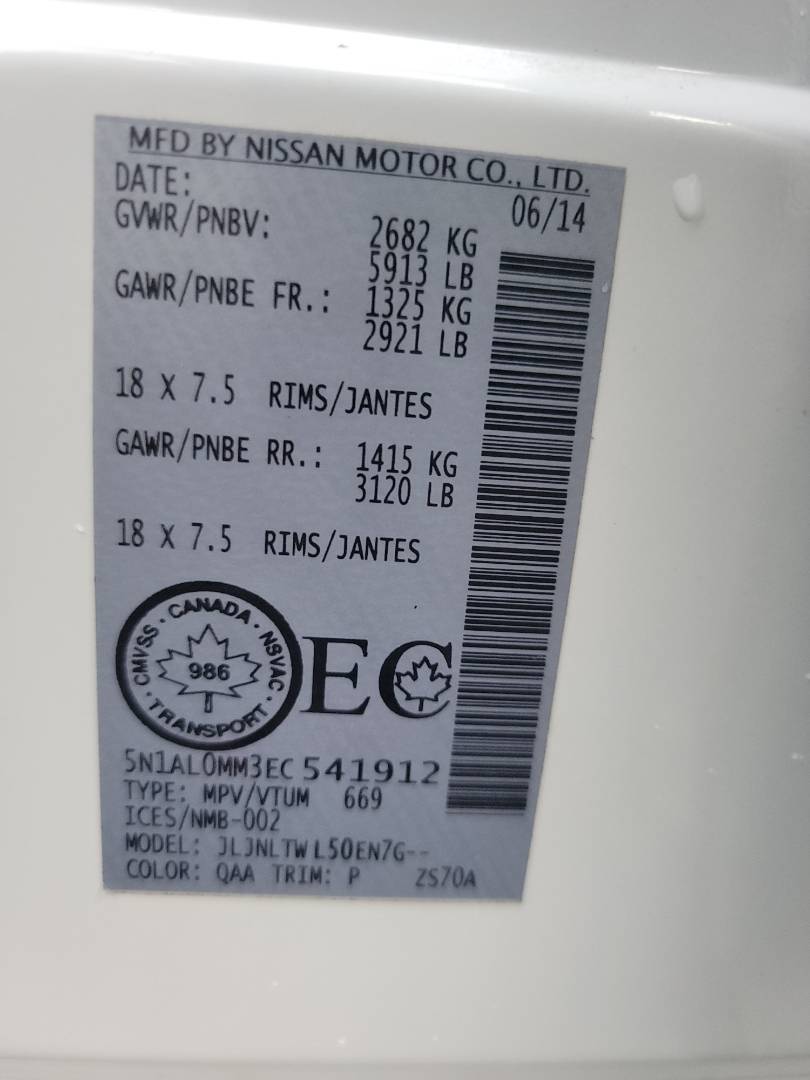 MFD BY NISSAN MOTOR CO., LTD.
DATE: 06/14
GVWR/PNBV: 2682 KG
5913 LB
GAWR/PNBE FR.: 1325 KG
2921 LB
18 X 7.5 RIMS/JANTES
GAWR/PNBE RR.: 1415 KG
3120 LB
18 X 7.5 RIMS/JANTES
CANADA · NSVAC · TRANSPORT · CMVSS ·
986
EC
5N1AL0MM3EC541912
TYPE: MPV/VTUM 669
ICES/NMB-002
MODEL: JLJNLTWL50EN7G--
COLOR: QAA TRIM: P ZS70A